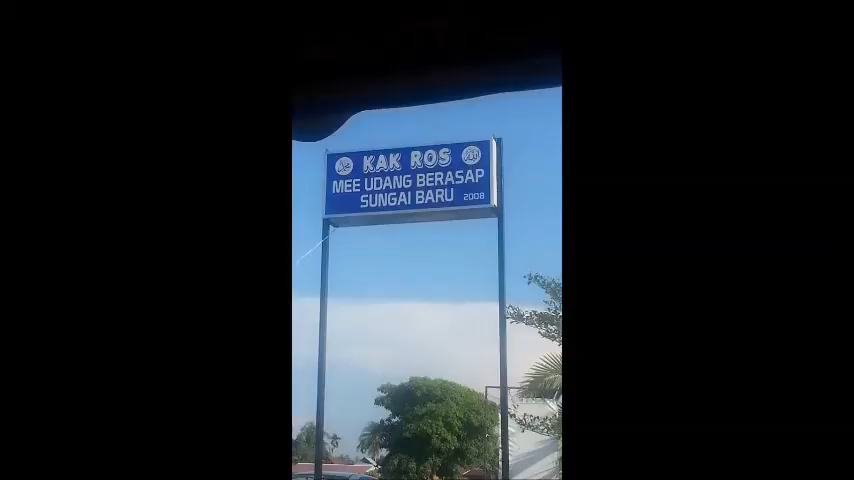 KAK ROS
MEE UDANG BERASAP
SUNGAI BARU 2008